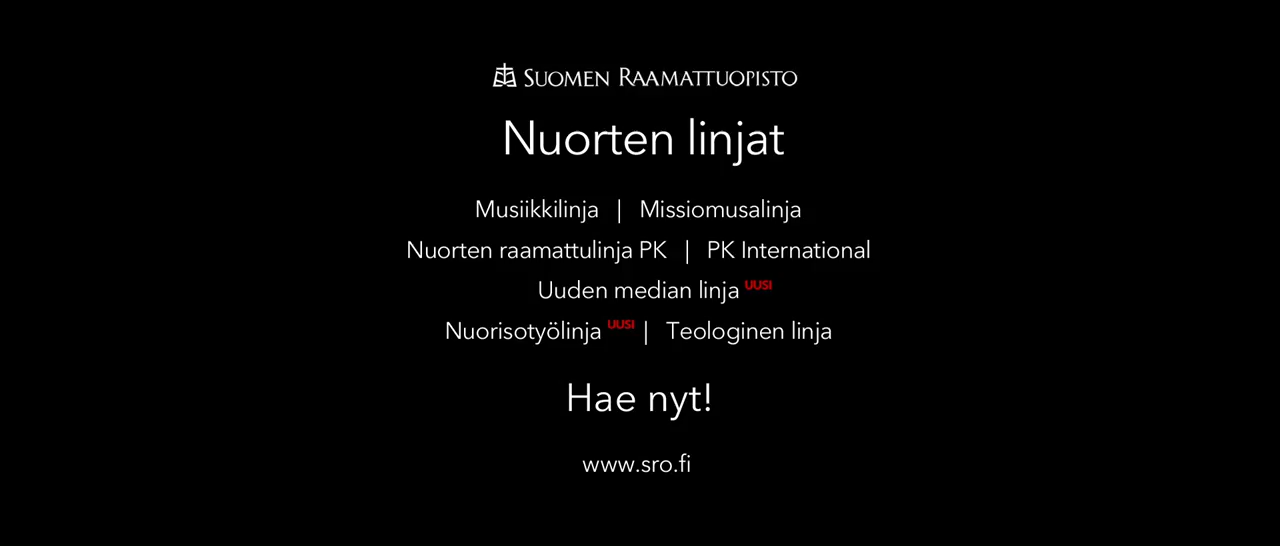 SUOMEN RAAMATTUOPISTO
Nuorten linjat
Musiikkilinja | Missiomusalinja
Nuorten raamattulinja PK | PK International
Uuden median linja UUSI
Nuorisotyölinja UUSI | Teologinen linja
Hae nyt!
www.sro.fi